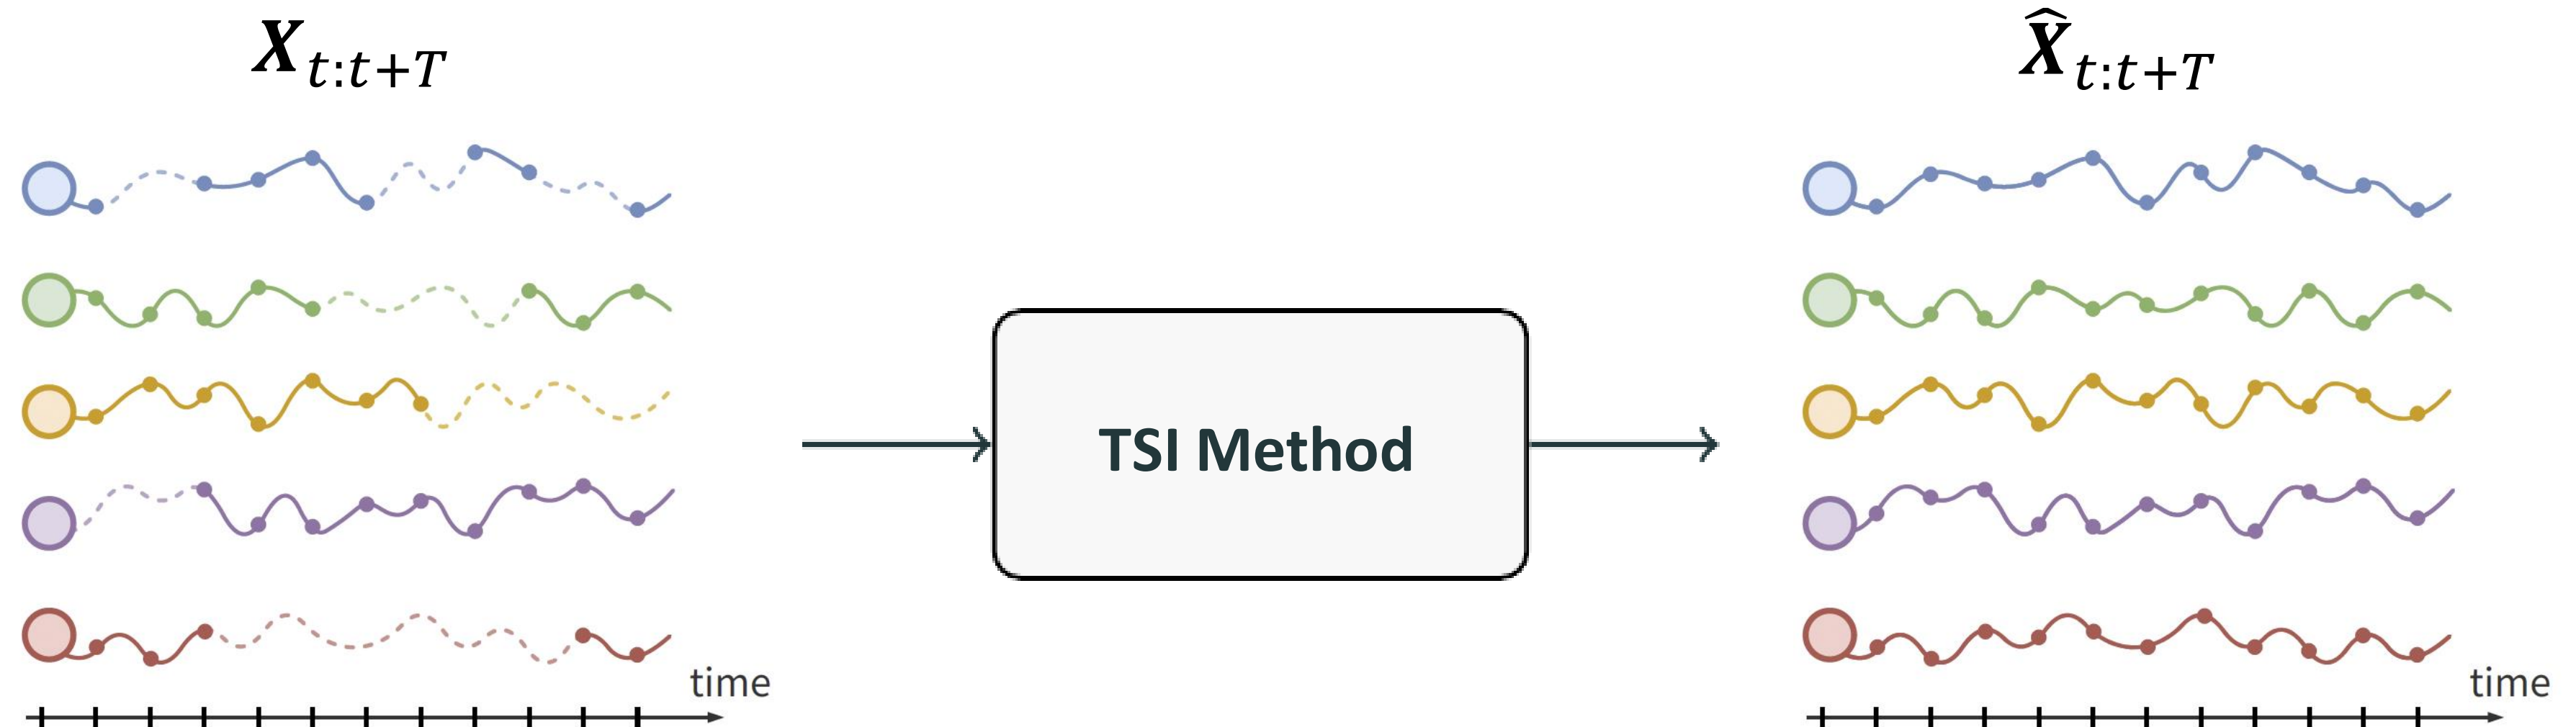 X_{t:t+T}
X̂_{t:t+T}
TSI Method
time
time